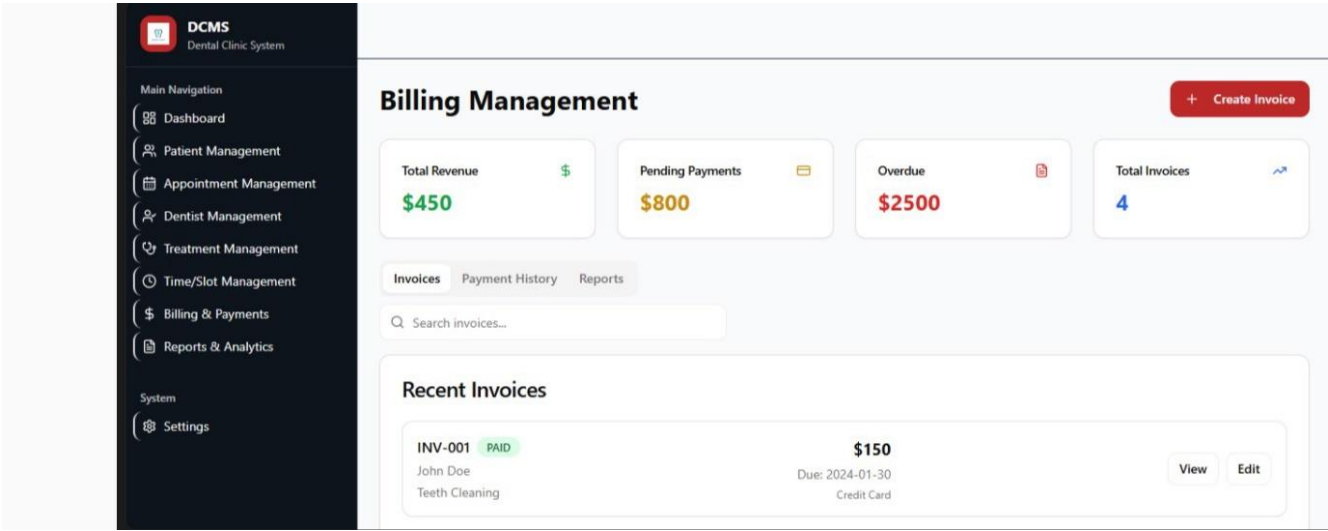 DCMS
Dental Clinic System
Main Navigation
Dashboard
Patient Management
Appointment Management
Dentist Management
Treatment Management
Time/Slot Management
Billing & Payments
Reports & Analytics
System
Settings
Billing Management
+ Create Invoice
Total Revenue
$450
Pending Payments
$800
Overdue
$2500
Total Invoices
4
Invoices Payment History Reports
Search invoices...
Recent Invoices
INV-001 PAID
John Doe
Teeth Cleaning
$150
Due: 2024-01-30
Credit Card
View Edit